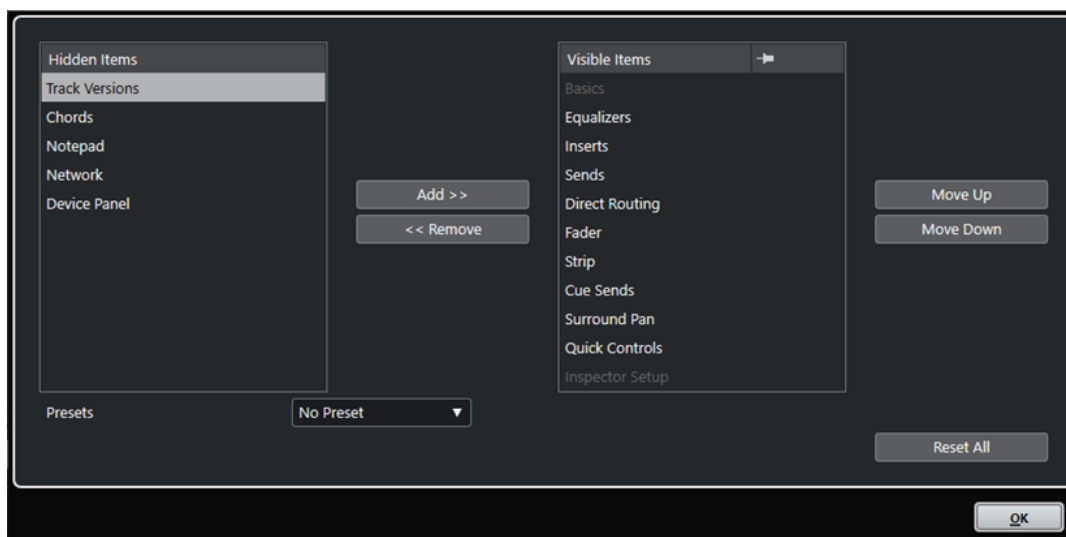 Hidden Items
Track Versions
Chords
Notepad
Network
Device Panel
Add >>
<< Remove
Visible Items
Basics
Equalizers
Inserts
Sends
Direct Routing
Fader
Strip
Cue Sends
Surround Pan
Quick Controls
Inspector Setup
Move Up
Move Down
Presets
No Preset
Reset All
OK